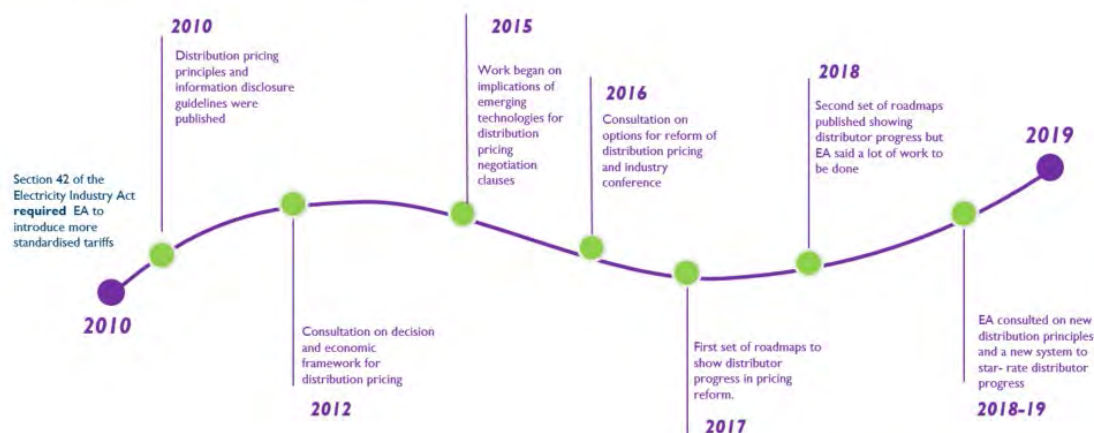 Section 42 of the
Electricity Industry Act
required EA to
introduce more
standardised tariffs
2010
2010
Distribution pricing
principles and
information disclosure
guidelines were
published
Consultation on decision
and economic
framework for
distribution pricing
2012
2015
Work began on
implications of
emerging
technologies for
distribution
pricing
negotiation
clauses
2016
Consultation on
options for reform of
distribution pricing
and industry
conference
First set of roadmaps to
show distributor
progress in pricing
reform.
2017
2018
Second set of roadmaps
published showing
distributor progress but
EA said a lot of work to
be done
EA consulted on new
distribution principles
and a new system to
star- rate distributor
progress
2018-19
2019